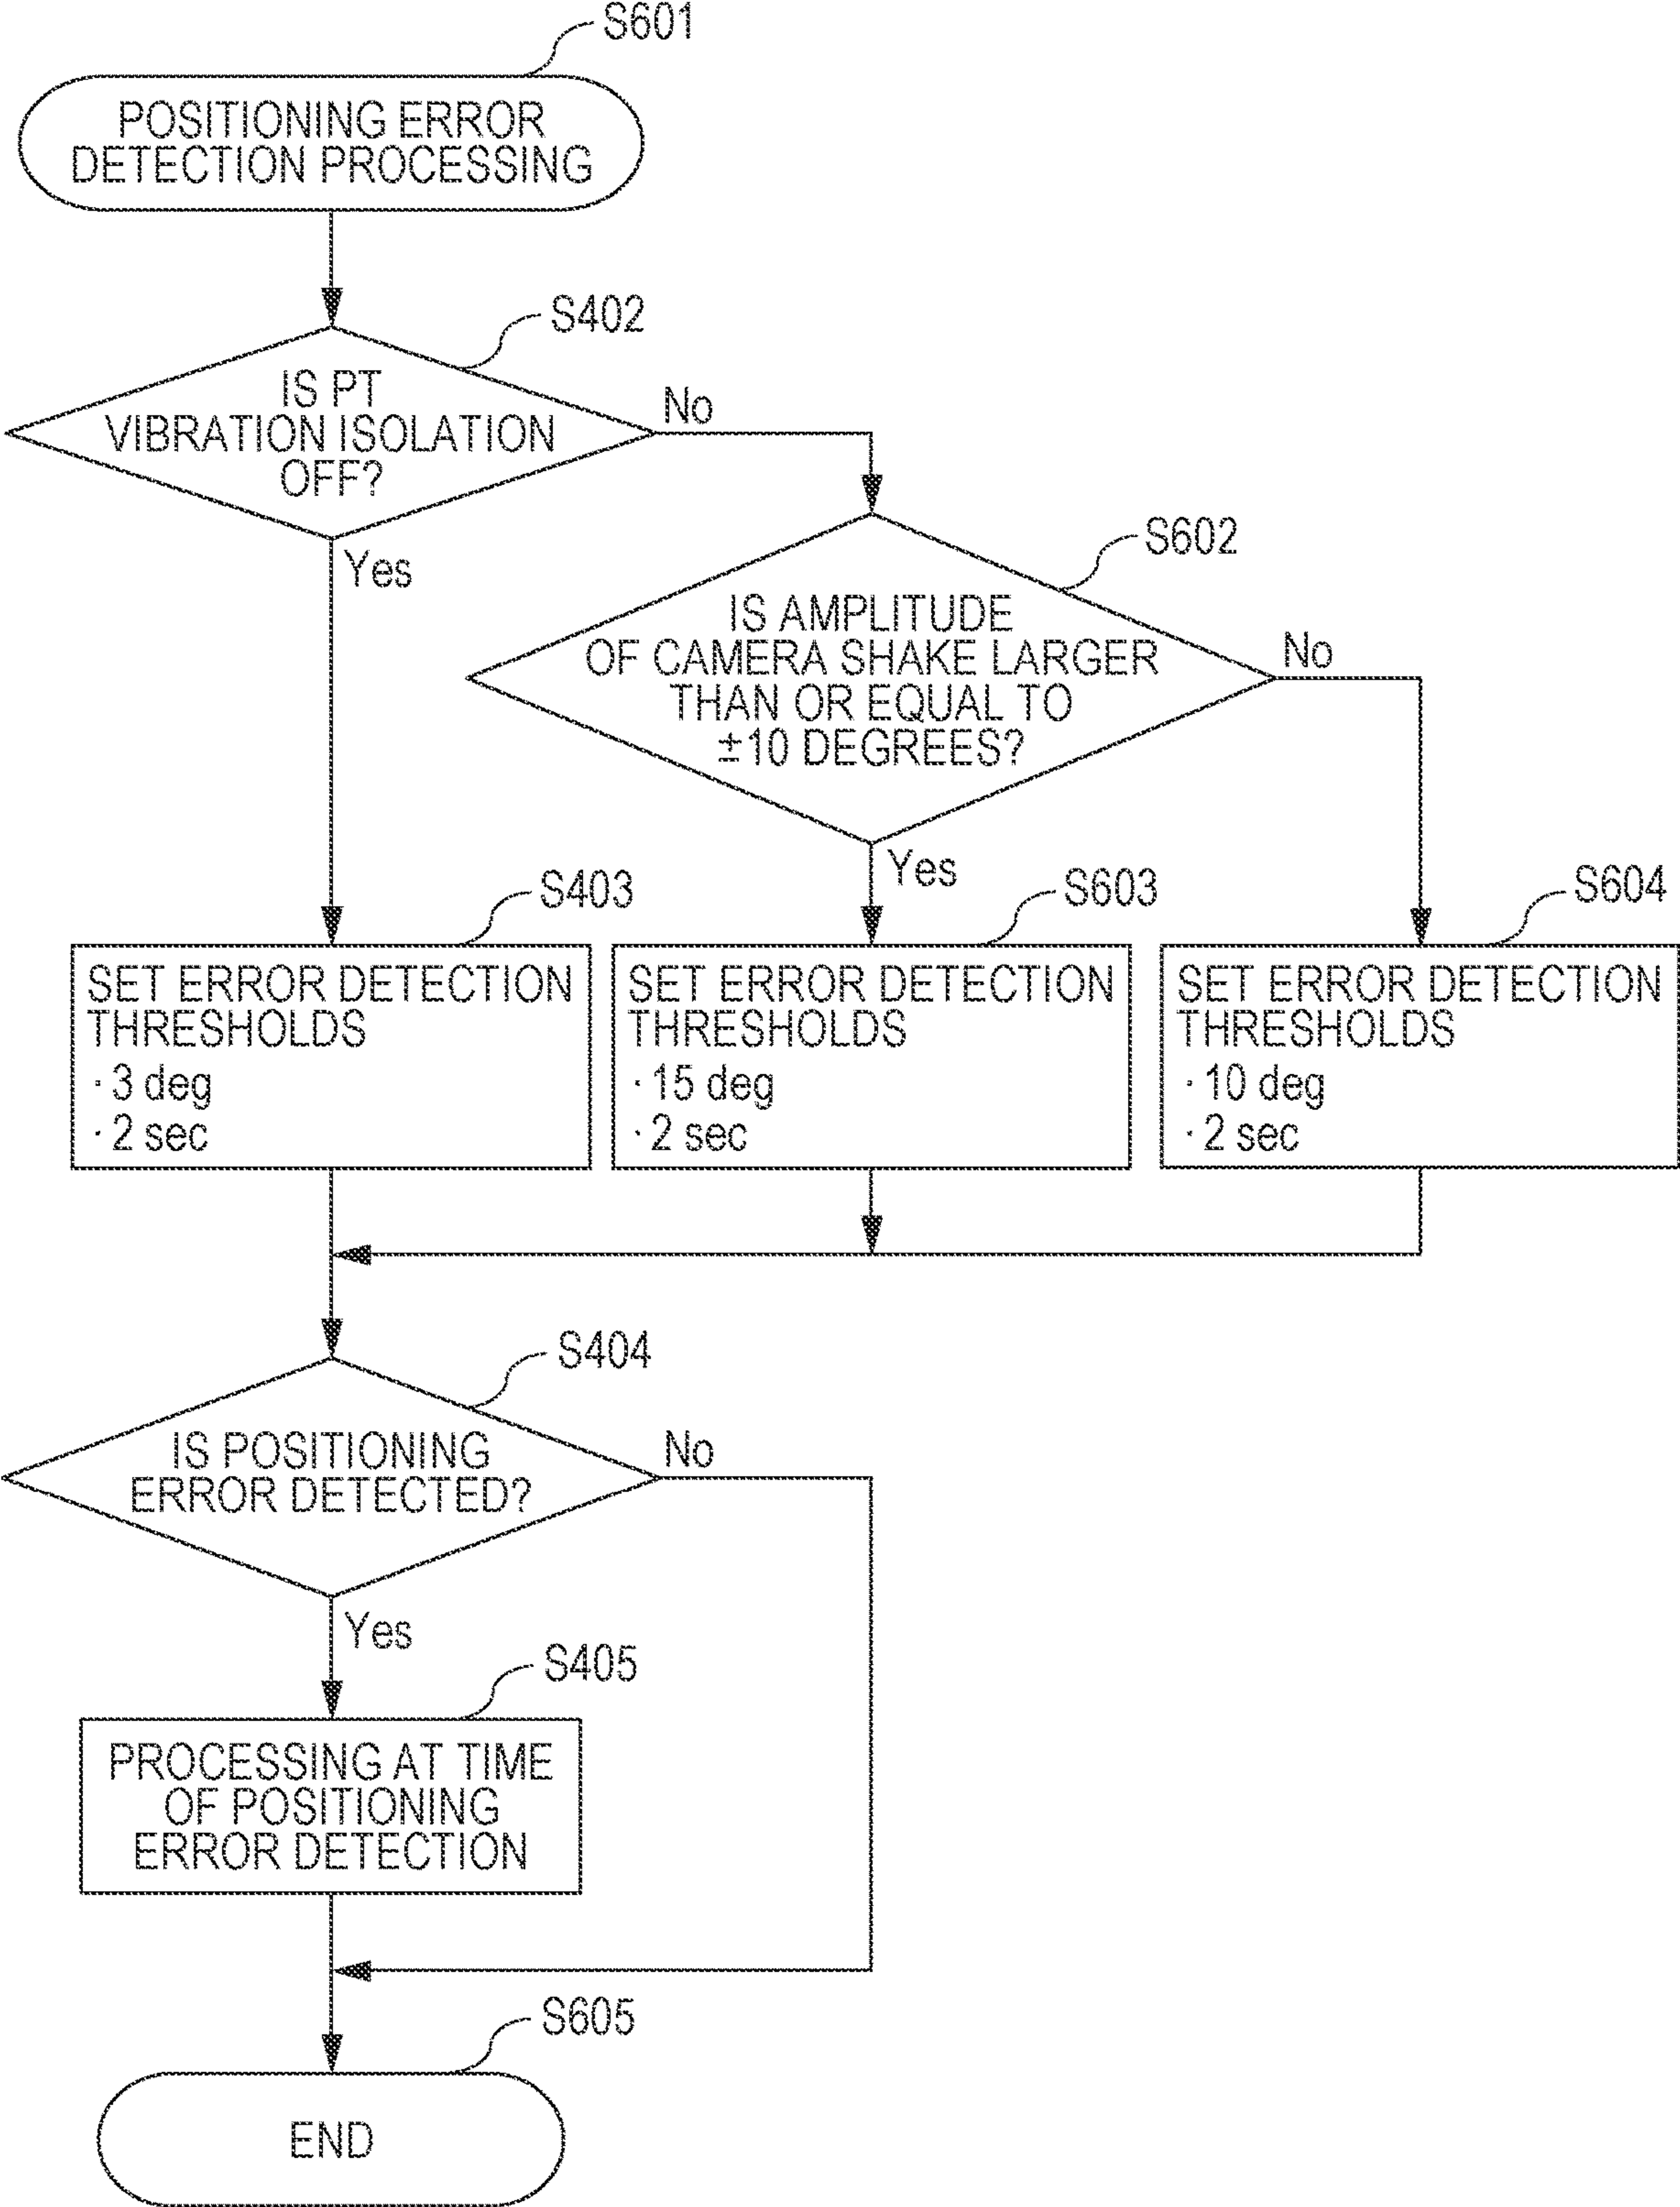 S601
POSITIONING ERROR
DETECTION PROCESSING
S402
IS PT
VIBRATION ISOLATION
OFF?
No
Yes
S602
IS AMPLITUDE
OF CAMERA SHAKE LARGER
THAN OR EQUAL TO
±10 DEGREES?
No
Yes
S403
SET ERROR DETECTION
THRESHOLDS
· 3 deg
· 2 sec
S603
SET ERROR DETECTION
THRESHOLDS
· 15 deg
· 2 sec
S604
SET ERROR DETECTION
THRESHOLDS
· 10 deg
· 2 sec
S404
IS POSITIONING
ERROR DETECTED?
No
Yes
S405
PROCESSING AT TIME
OF POSITIONING
ERROR DETECTION
S605
END